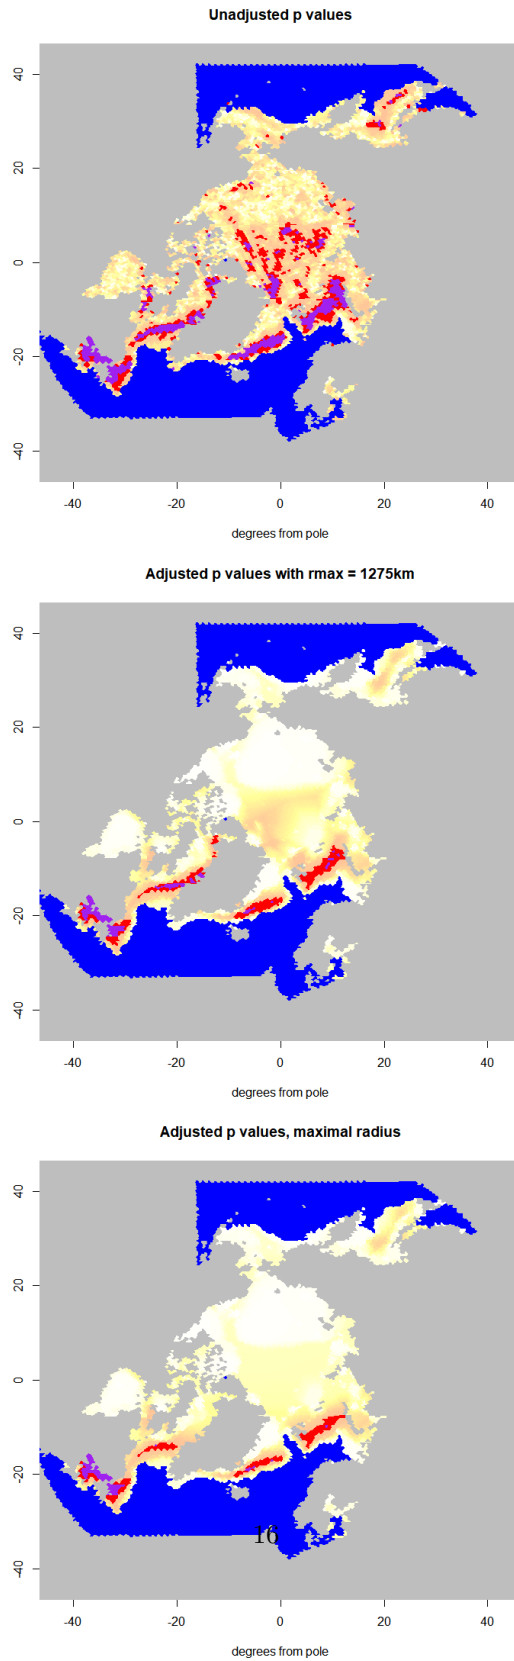 Unadjusted p values
40
20
0
-20
-40
-40 -20 0 20 40
degrees from pole
Adjusted p values with rmax = 1275km
40
20
0
-20
-40
-40 -20 0 20 40
degrees from pole
Adjusted p values, maximal radius
40
20
0
-20
16
-40
-40 -20 0 20 40
degrees from pole